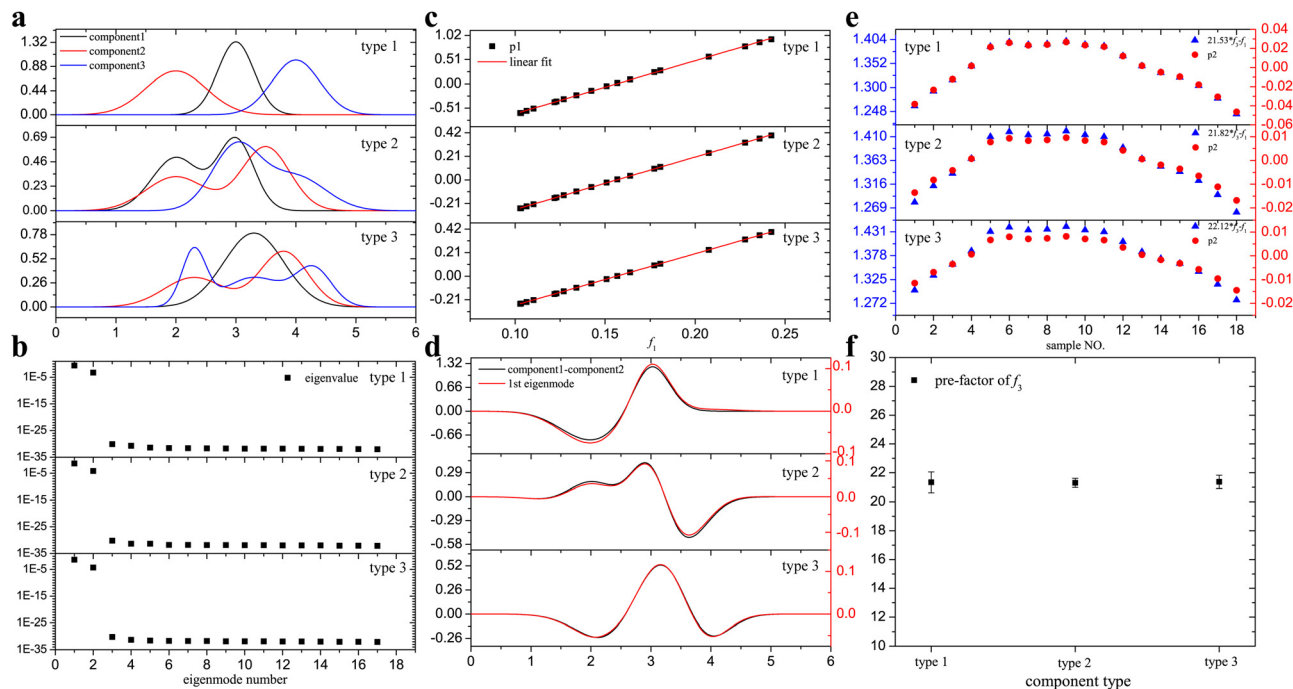 a
component1
component2
component3
type 1
1.32
0.88
0.44
0.00
type 2
0.69
0.46
0.23
0.00
type 3
0.78
0.52
0.26
0.00
0 1 2 3 4 5 6
b
eigenvalue
type 1
1E-5
1E-15
1E-25
1E-35
type 2
1E-5
1E-15
1E-25
1E-35
type 3
1E-5
1E-15
1E-25
1E-35
0 2 4 6 8 10 12 14 16 18
eigenmode number
c
p1
linear fit
type 1
1.02
0.51
0.00
-0.51
type 2
0.42
0.21
0.00
-0.21
type 3
0.42
0.21
0.00
-0.21
0.10 0.15 0.20 0.25
f1
d
component1-component2
1st eigenmode
type 1
1.32
0.66
0.00
-0.66
0.1
0.0
-0.1
type 2
0.29
0.00
-0.29
-0.58
0.1
0.0
-0.1
type 3
0.52
0.26
0.00
-0.26
0.1
0.0
0 1 2 3 4 5 6
e
type 1
21.53*f3-f1
p2
1.404
1.352
1.300
1.248
0.04
0.03
0.02
0.00
-0.02
-0.04
-0.06
type 2
21.82*f3-f1
p2
1.410
1.363
1.316
1.269
0.01
0.00
-0.01
-0.02
type 3
22.12*f3-f1
p2
1.431
1.378
1.325
1.272
0.01
0.00
-0.01
-0.02
0 2 4 6 8 10 12 14 16 18
sample NO.
f
pre-factor of f3
30
28
26
24
22
20
18
16
14
12
10
type 1 type 2 type 3
component type